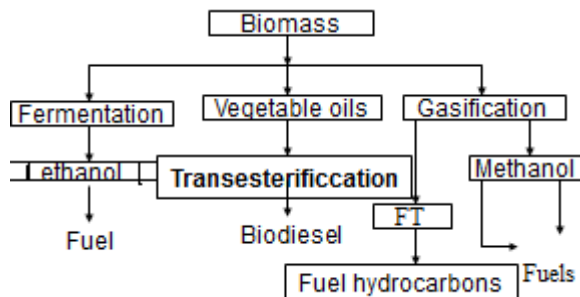 Biomass
Fermentation
Vegetable oils
Gasification
ethanol
Transesterificcation
Methanol
FT
Fuel
Biodiesel
Fuels
Fuel hydrocarbons